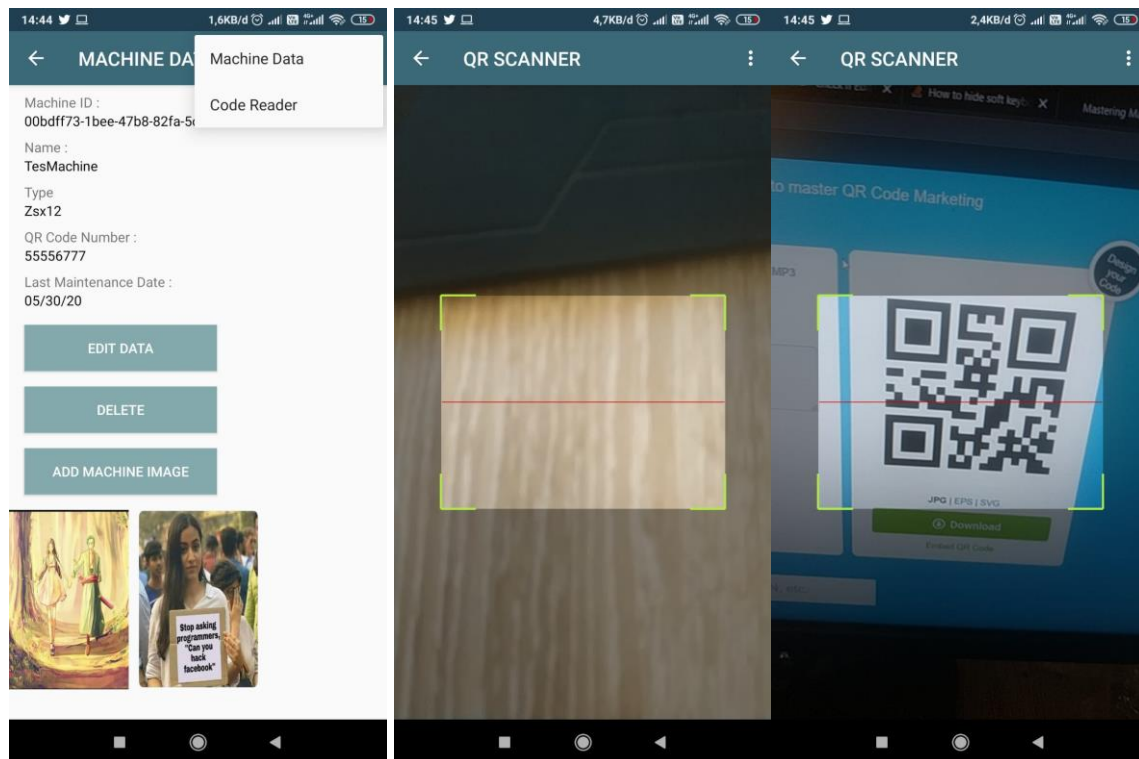 14:44
1,6KB/d
15
MACHINE DA
Machine Data
Code Reader
Machine ID :
00bdff73-1bee-47b8-82fa-5
Name :
TesMachine
Type
Zsx12
QR Code Number :
55556777
Last Maintenance Date :
05/30/20
EDIT DATA
DELETE
ADD MACHINE IMAGE
Stop asking
programmers,
"Can you
hack
facebook"
14:45
4,7KB/d
15
QR SCANNER
14:45
2,4KB/d
15
QR SCANNER
How to hide soft keyb
Mastering M
to master QR Code Marketing
MP3
Design
your
Code
JPG | EPS | SVG
Download
Embed QR Code
etc.